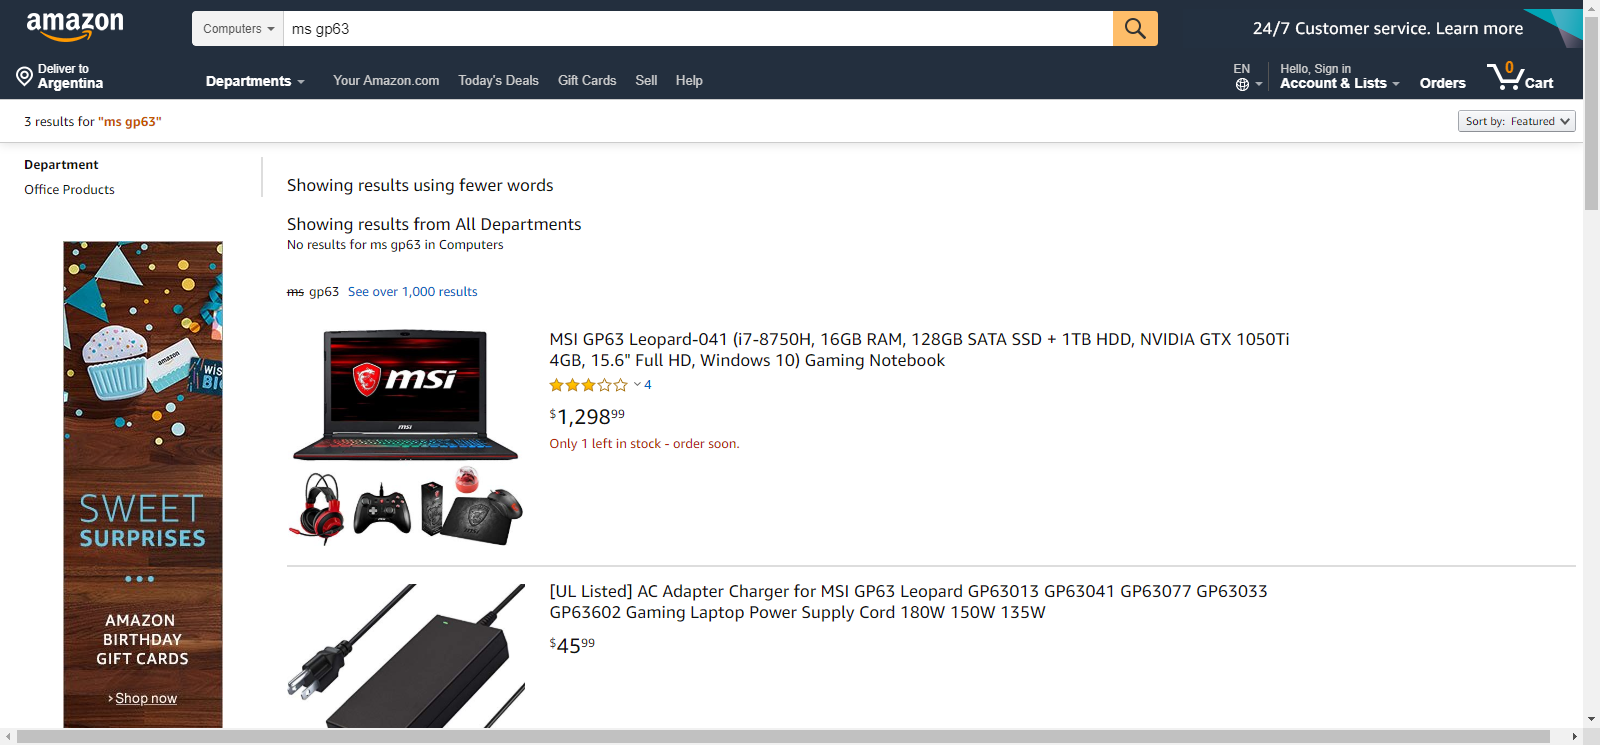 amazon
Computers
ms gp63
24/7 Customer service. Learn more
Deliver to
Argentina
Departments
Your Amazon.com
Today's Deals
Gift Cards
Sell
Help
EN
Hello, Sign in
Account & Lists
Orders
0
Cart
3 results for "ms gp63"
Sort by: Featured
Department
Office Products
Showing results using fewer words
Showing results from All Departments
No results for ms gp63 in Computers
ms gp63 See over 1,000 results
msi
msi
MSI GP63 Leopard-041 (i7-8750H, 16GB RAM, 128GB SATA SSD + 1TB HDD, NVIDIA GTX 1050Ti
4GB, 15.6" Full HD, Windows 10) Gaming Notebook
4
$1,298 99
Only 1 left in stock - order soon.
[UL Listed] AC Adapter Charger for MSI GP63 Leopard GP63013 GP63041 GP63077 GP63033
GP63602 Gaming Laptop Power Supply Cord 180W 150W 135W
$45 99
amazon
SWEET
SURPRISES
AMAZON
BIRTHDAY
GIFT CARDS
Shop now